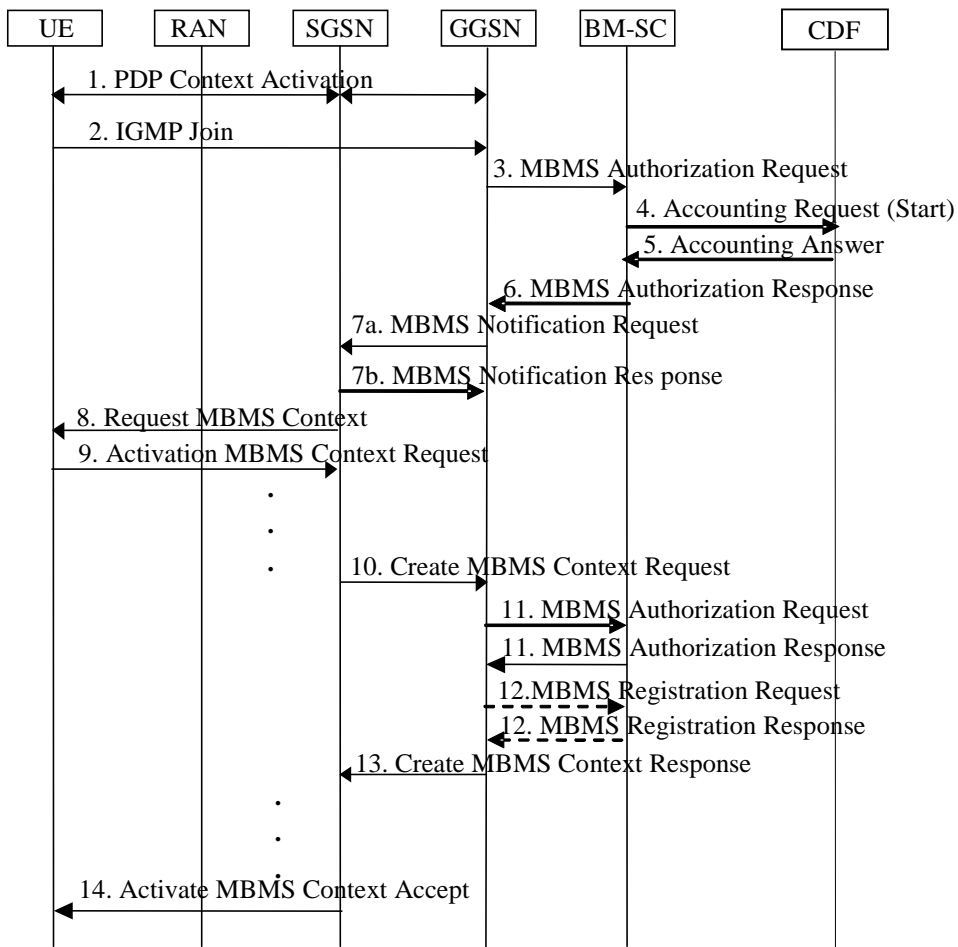 UE RAN SGSN GGSN BM-SC CDF
1. PDP Context Activation
2. IGMP Join
3. MBMS Authorization Request
4. Accounting Request (Start)
5. Accounting Answer
6. MBMS Authorization Response
7a. MBMS Notification Request
7b. MBMS Notification Res ponse
8. Request MBMS Context
9. Activation MBMS Context Request
10. Create MBMS Context Request
11. MBMS Authorization Request
11. MBMS Authorization Response
12.MBMS Registration Request
12. MBMS Registration Response
13. Create MBMS Context Response
14. Activate MBMS Context Accept